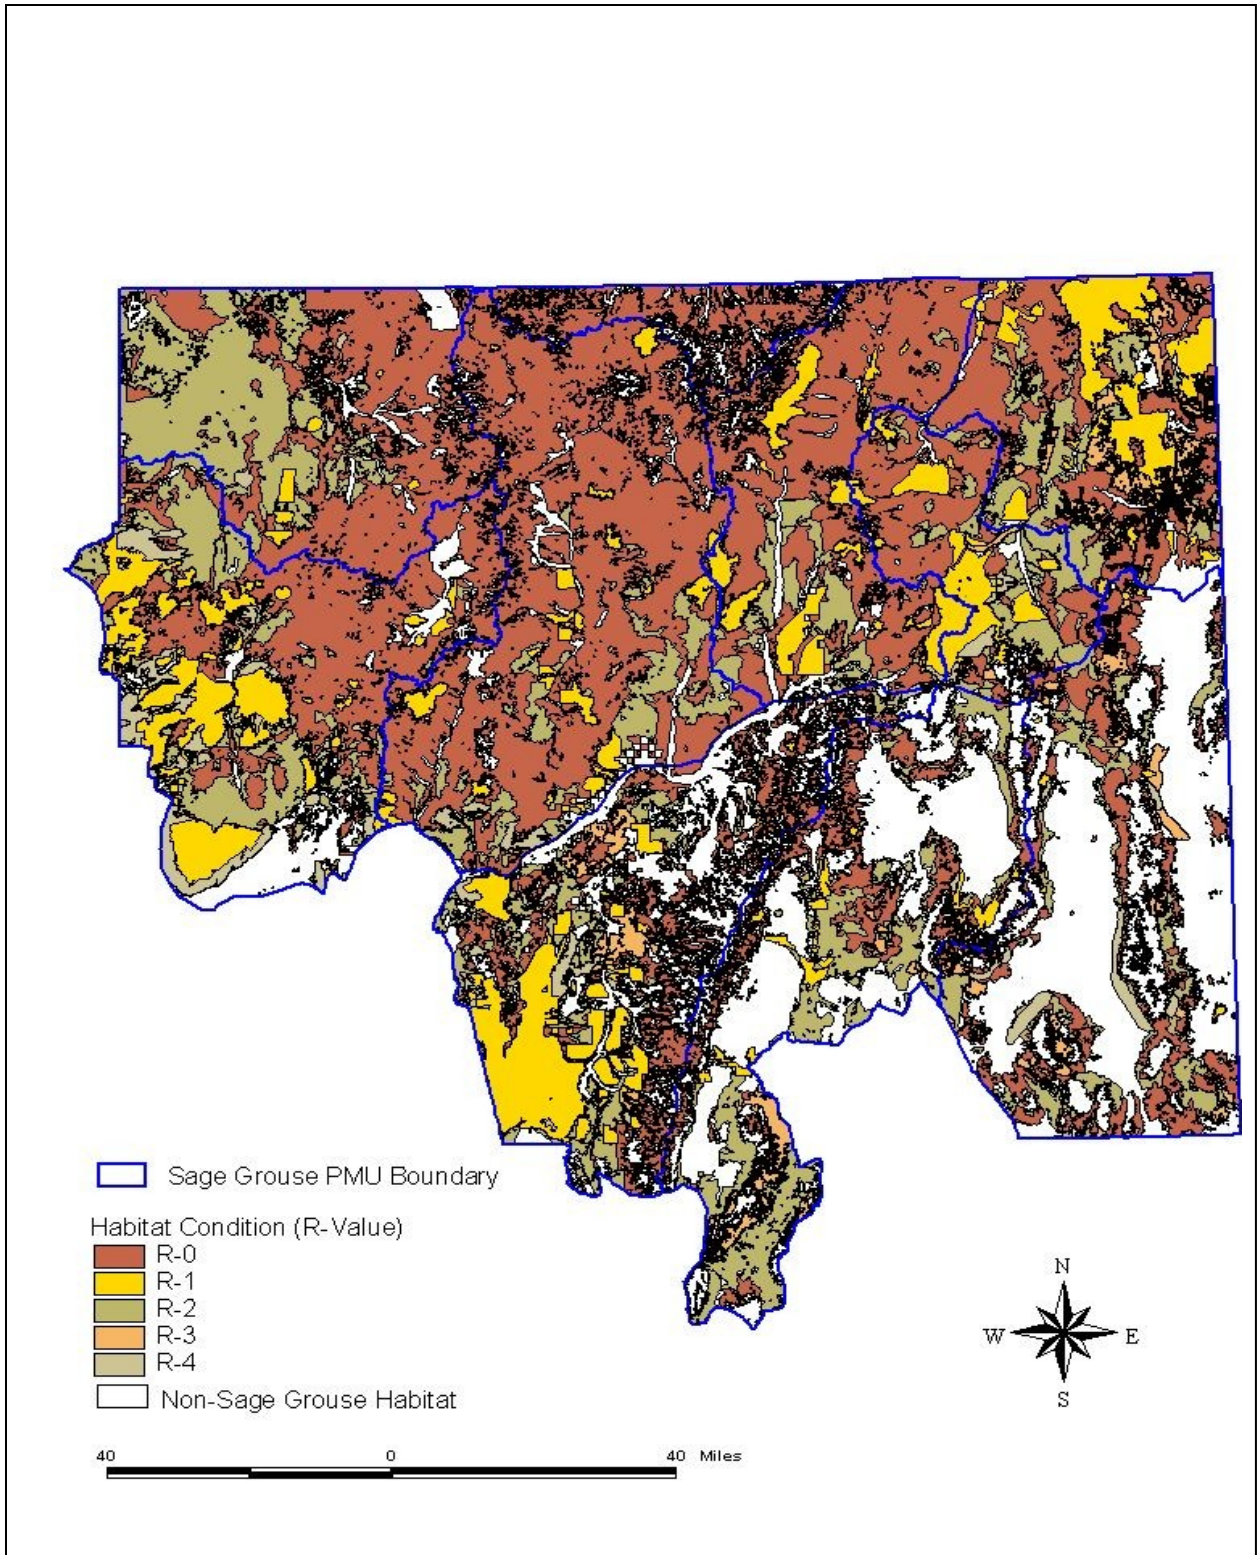 Sage Grouse PMU Boundary
Habitat Condition (R-Value)
R-0
R-1
R-2
R-3
R-4
Non-Sage Grouse Habitat
N
W E
S
40 0 40 Miles